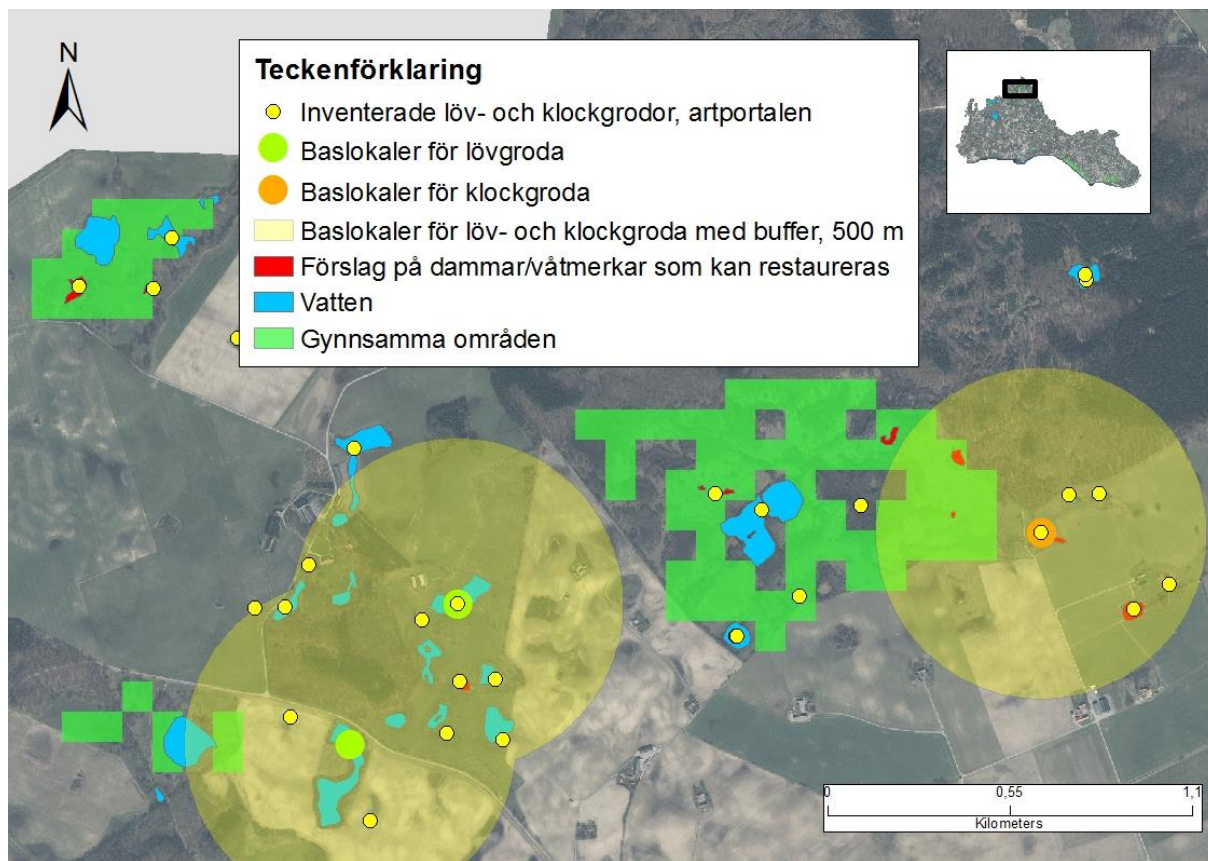 N
Teckenförklaring
Inventerade löv- och klockgrodor, artportalen
Baslokaler för lövgroda
Baslokaler för klockgroda
Baslokaler för löv- och klockgroda med buffer, 500 m
Förslag på dammar/våtmerkar som kan restaureras
Vatten
Gynnsamma områden
0 0,55 1,1
Kilometers